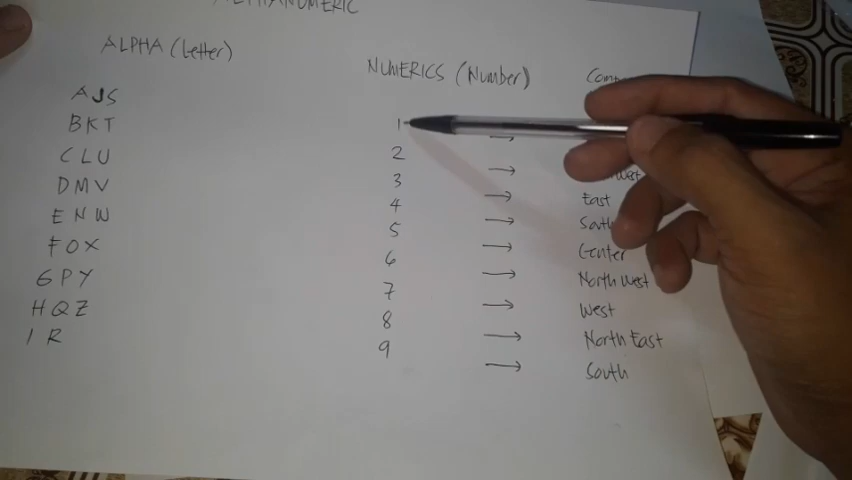 ALPHANUMERIC
ALPHA (Letter) NUMERICS (Number)
AJS 1
BKT 2
CLU 3
DMV 4 East
ENW 5
FOX 6 Center
GPY 7 North West
HQZ 8 West
IR 9 North East
South